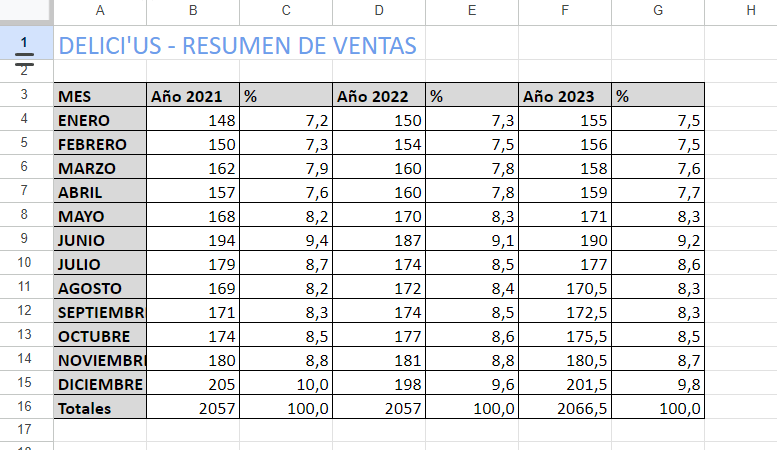 A B C D E F G H
1 DELICI'US - RESUMEN DE VENTAS
2
3 MES Año 2021 % Año 2022 % Año 2023 %
4 ENERO 148 7,2 150 7,3 155 7,5
5 FEBRERO 150 7,3 154 7,5 156 7,5
6 MARZO 162 7,9 160 7,8 158 7,6
7 ABRIL 157 7,6 160 7,8 159 7,7
8 MAYO 168 8,2 170 8,3 171 8,3
9 JUNIO 194 9,4 187 9,1 190 9,2
10 JULIO 179 8,7 174 8,5 177 8,6
11 AGOSTO 169 8,2 172 8,4 170,5 8,3
12 SEPTIEMBR 171 8,3 174 8,5 172,5 8,3
13 OCTUBRE 174 8,5 177 8,6 175,5 8,5
14 NOVIEMBRI 180 8,8 181 8,8 180,5 8,7
15 DICIEMBRE 205 10,0 198 9,6 201,5 9,8
16 Totales 2057 100,0 2057 100,0 2066,5 100,0
17